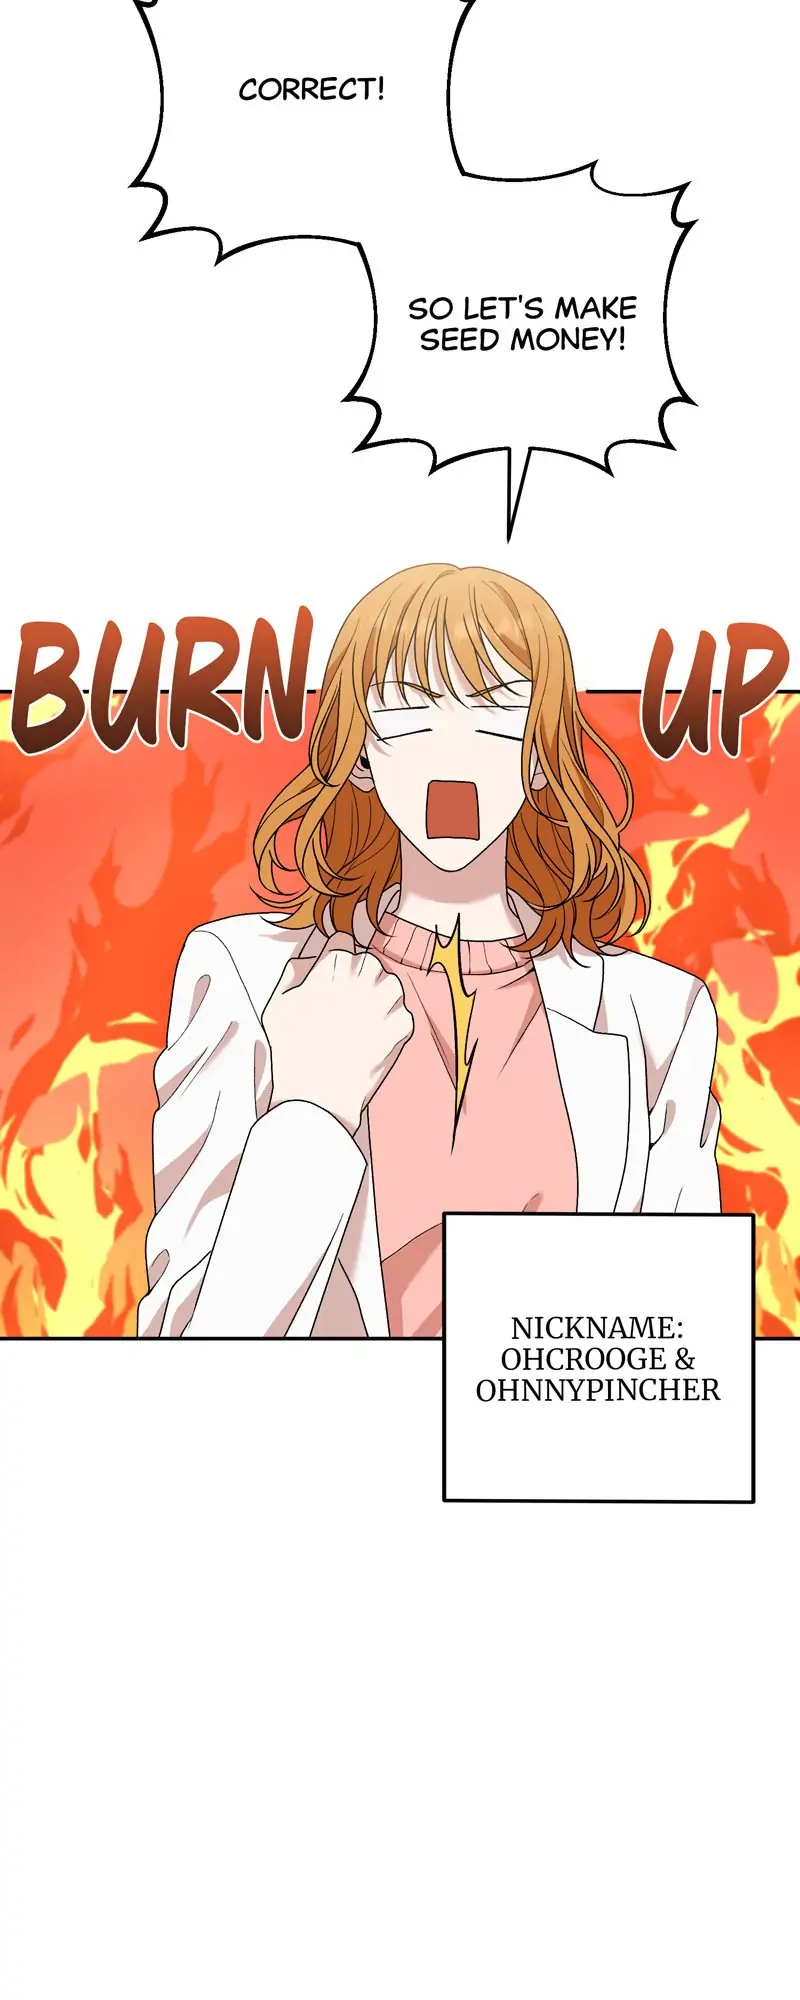 CORRECT!
SO LET'S MAKE
SEED MONEY!
BURN UP
NICKNAME:
OHCROOGE &
OHNNYPINCHER